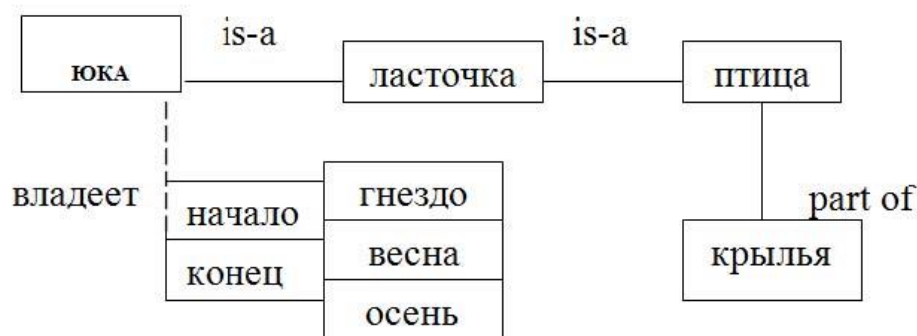 is-a
is-a
ЮКА
ласточка
птица
владеет
гнездо
part of
начало
весна
крылья
конец
осень